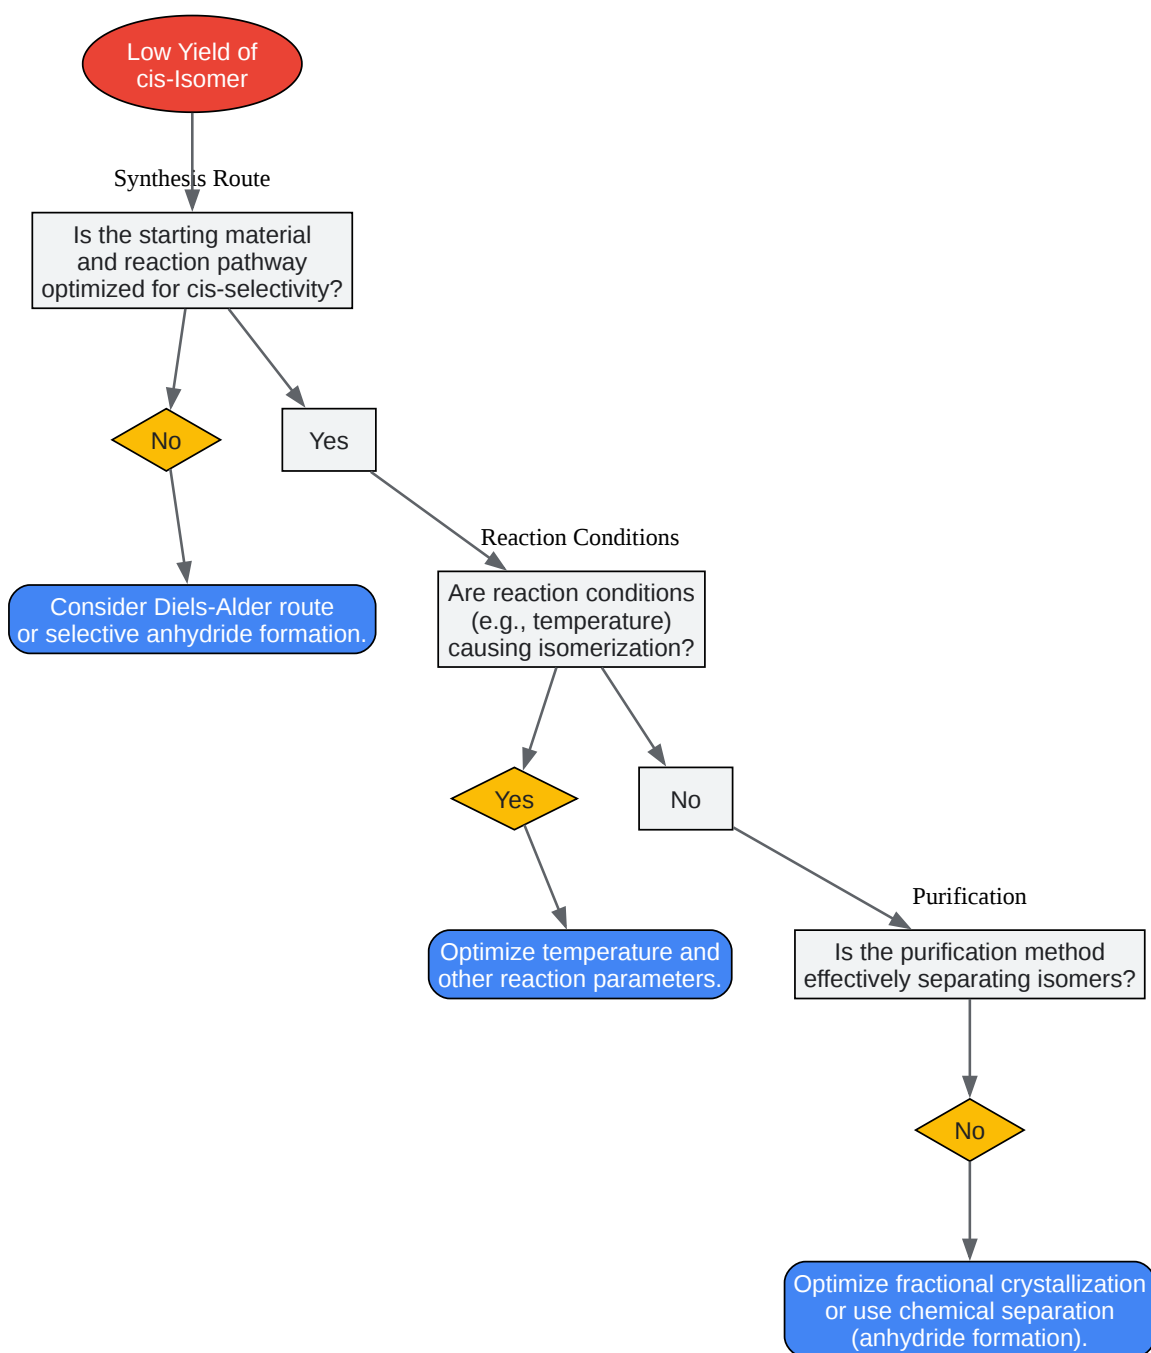 Low Yield of
cis-Isomer
Synthesis Route
Is the starting material
and reaction pathway
optimized for cis-selectivity?
No
Yes
Consider Diels-Alder route
or selective anhydride formation.
Reaction Conditions
Are reaction conditions
(e.g., temperature)
causing isomerization?
Yes
No
Optimize temperature and
other reaction parameters.
Purification
Is the purification method
effectively separating isomers?
No
Optimize fractional crystallization
or use chemical separation
(anhydride formation).